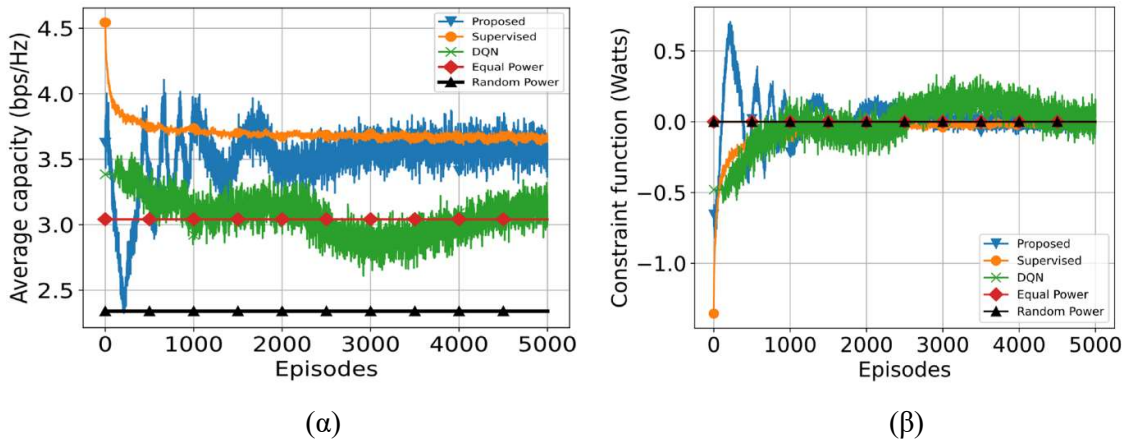 Average capacity (bps/Hz)
4.5
4.0
3.5
3.0
2.5
0
1000
2000
3000
4000
5000
Episodes
Proposed
Supervised
DQN
Equal Power
Random Power
(α)
Constraint function (Watts)
0.5
0.0
−0.5
−1.0
0
1000
2000
3000
4000
5000
Episodes
Proposed
Supervised
DQN
Equal Power
Random Power
(β)